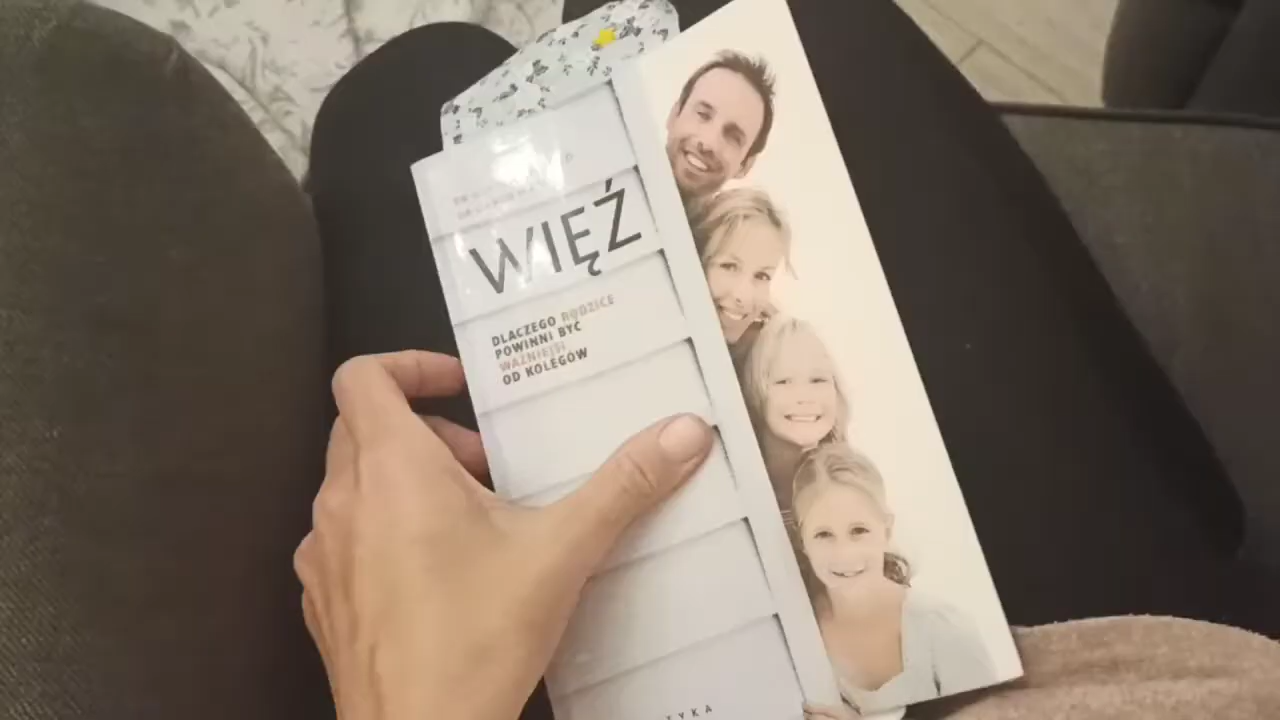 WIĘŹ
DLACZEGO RODZICE
POWINNI BYĆ
WAŻNIEJSI
OD KOLEGÓW